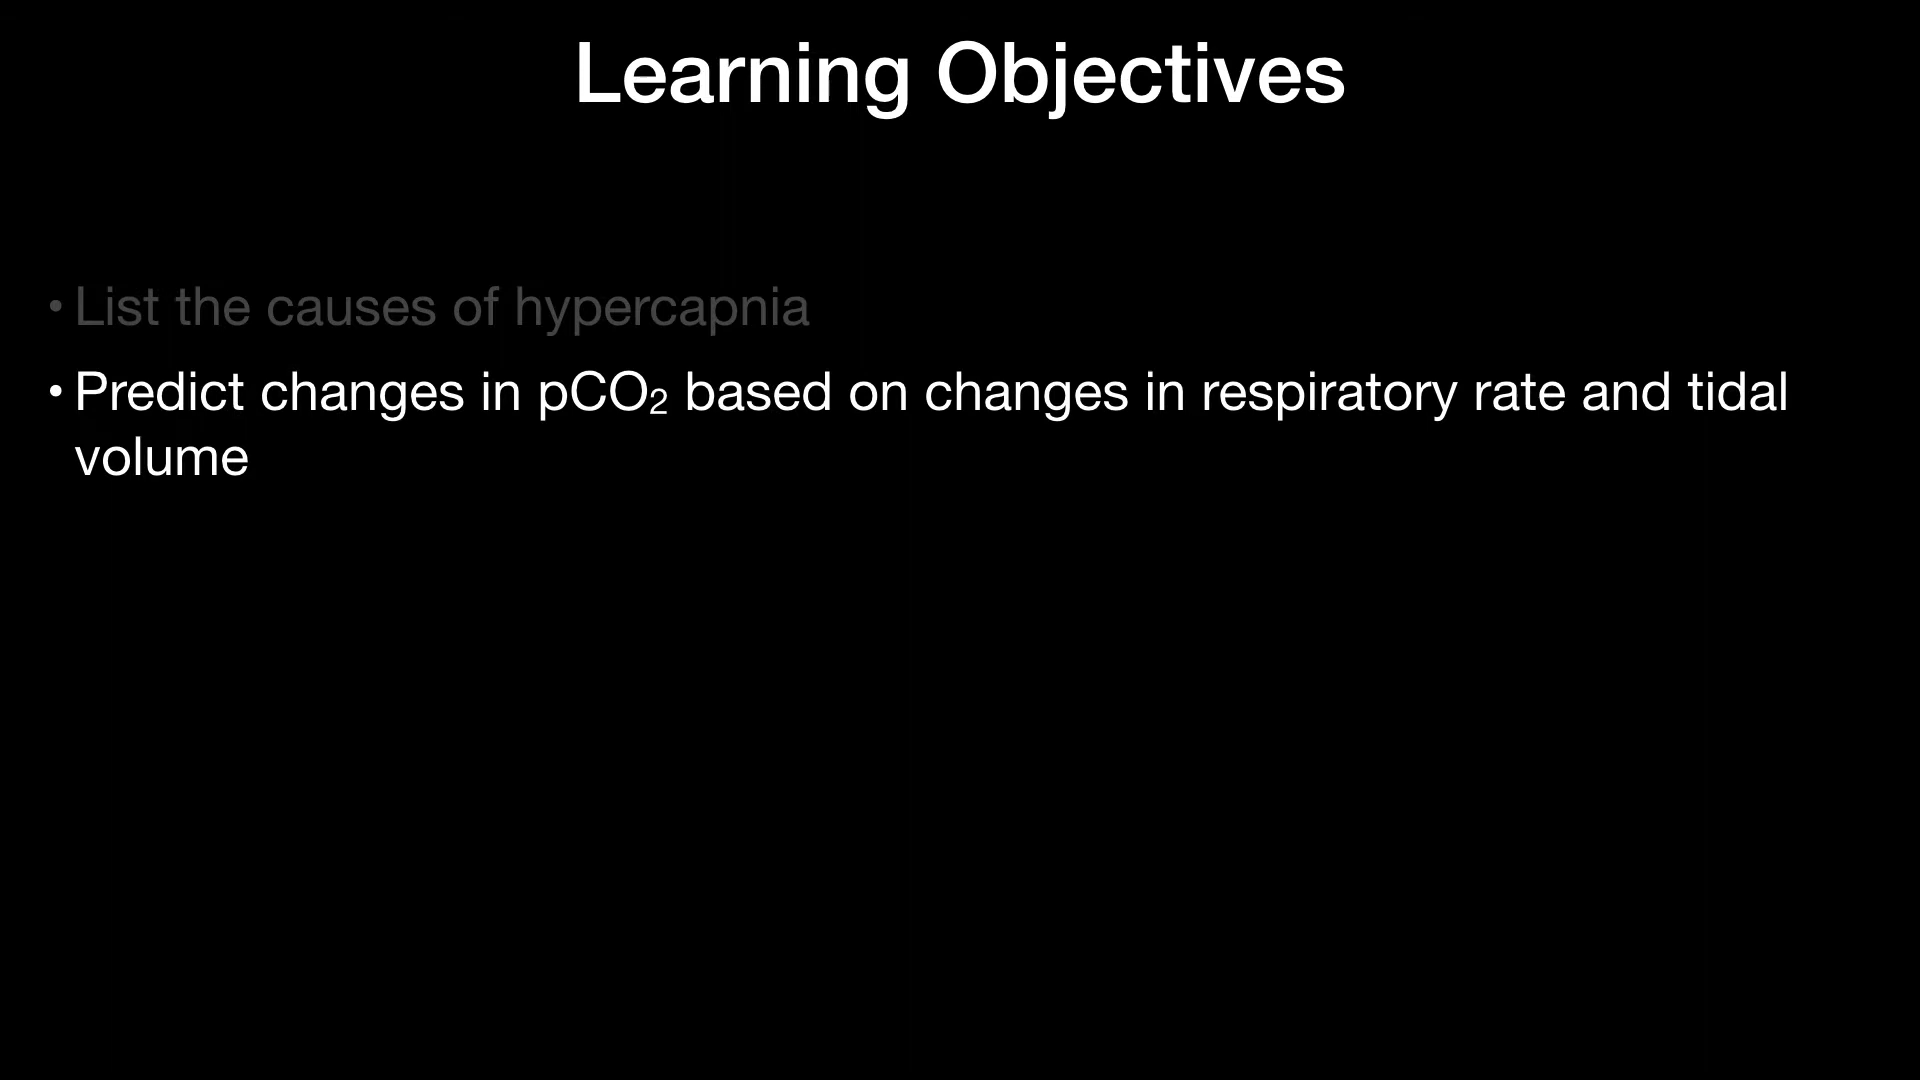 Learning Objectives
• List the causes of hypercapnia
• Predict changes in pCO₂ based on changes in respiratory rate and tidal
volume